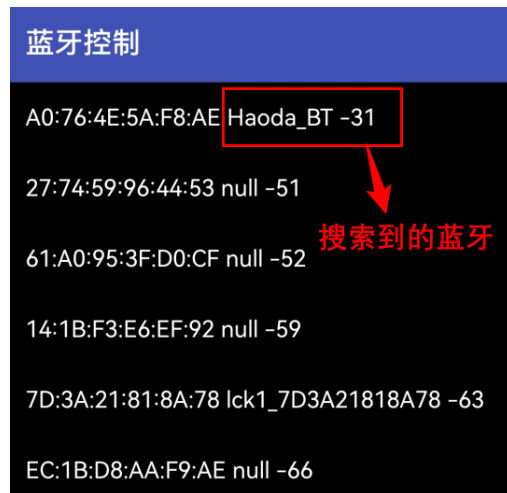 蓝牙控制
A0:76:4E:5A:F8:AE Haoda_BT -31
27:74:59:96:44:53 null -51
搜索到的蓝牙
61:A0:95:3F:D0:CF null -52
14:1B:F3:E6:EF:92 null -59
7D:3A:21:81:8A:78 lck1_7D3A21818A78 -63
EC:1B:D8:AA:F9:AE null -66